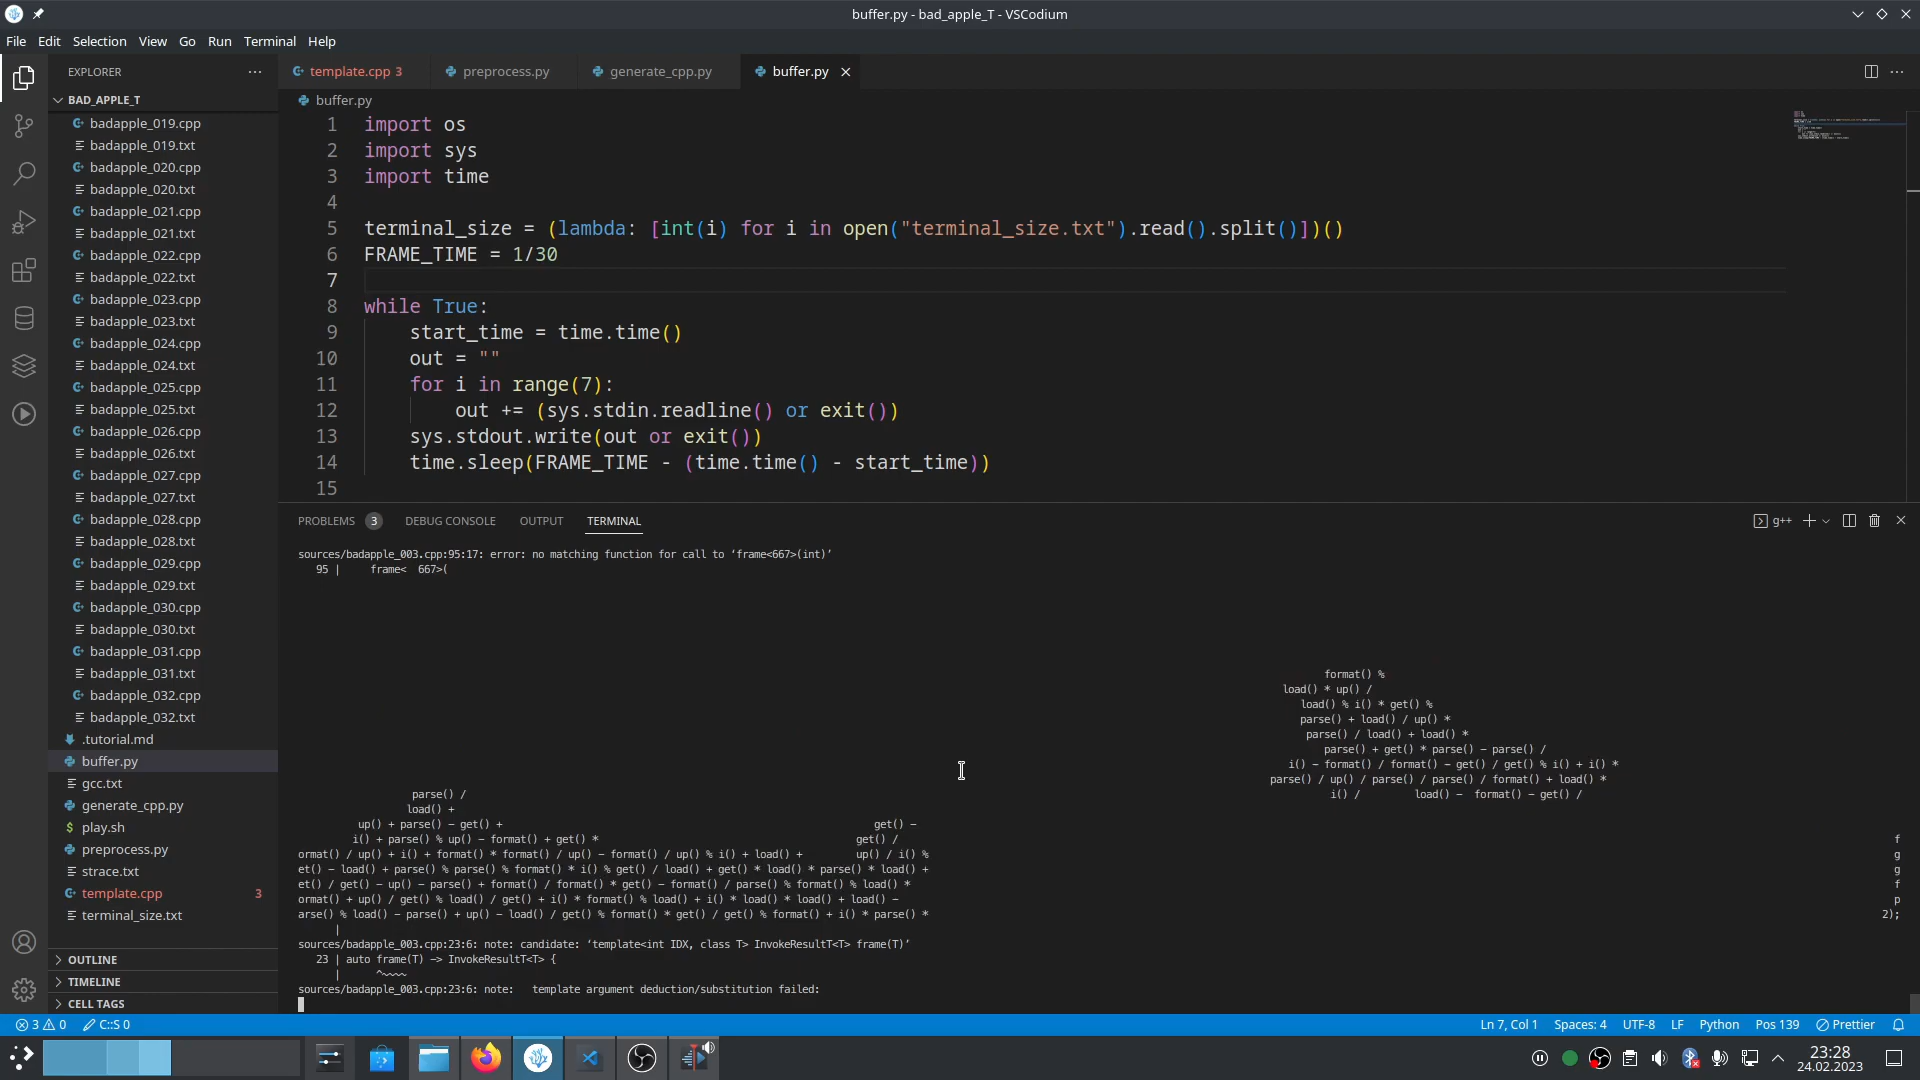 buffer.py - bad_apple_T - VSCodium
File Edit Selection View Go Run Terminal Help
EXPLORER
BAD_APPLE_T
badapple_019.cpp
badapple_019.txt
badapple_020.cpp
badapple_020.txt
badapple_021.cpp
badapple_021.txt
badapple_022.cpp
badapple_022.txt
badapple_023.cpp
badapple_023.txt
badapple_024.cpp
badapple_024.txt
badapple_025.cpp
badapple_025.txt
badapple_026.cpp
badapple_026.txt
badapple_027.cpp
badapple_027.txt
badapple_028.cpp
badapple_028.txt
badapple_029.cpp
badapple_029.txt
badapple_030.cpp
badapple_030.txt
badapple_031.cpp
badapple_031.txt
badapple_032.cpp
badapple_032.txt
.tutorial.md
buffer.py
gcc.txt
generate_cpp.py
play.sh
preprocess.py
strace.txt
template.cpp 3
terminal_size.txt
OUTLINE
TIMELINE
CELL TAGS
template.cpp 3 preprocess.py generate_cpp.py buffer.py
buffer.py
1 import os
2 import sys
3 import time
4
5 terminal_size = (lambda: [int(i) for i in open("terminal_size.txt").read().split()])()
6 FRAME_TIME = 1/30
7
8 while True:
9 start_time = time.time()
10 out = ""
11 for i in range(7):
12 out += (sys.stdin.readline() or exit())
13 sys.stdout.write(out or exit())
14 time.sleep(FRAME_TIME - (time.time() - start_time))
15
PROBLEMS 3 DEBUG CONSOLE OUTPUT TERMINAL
g++
sources/badapple_003.cpp:95:17: error: no matching function for call to ‘frame<667>(int)’
95 | frame< 667>(
format() %
load() * up() /
load() % i() * get() %
parse() + load() / up() *
parse() / load() + load() *
parse() + get() * parse() - parse() /
i() - format() / format() - get() / get() % i() + i() *
parse() / up() / parse() / parse() / format() + load() *
parse() / i() / load() - format() - get() /
load() +
up() + parse() - get() + get() -
i() + parse() % up() - format() + get() * get() / f
ormat() / up() + i() + format() * format() / up() - format() / up() % i() + load() + up() / i() % g
et() - load() + parse() % parse() % format() * i() % get() / load() + get() * load() * parse() * load() + g
et() / get() - up() - parse() + format() / format() * get() - format() / parse() % format() % load() * f
ormat() + up() / get() % load() / get() + i() * format() % load() + i() * load() * load() + load() - p
arse() % load() - parse() + up() - load() / get() % format() * get() / get() % format() + i() * parse() * 2);
|
sources/badapple_003.cpp:23:6: note: candidate: ‘template<int IDX, class T> InvokeResultT<T> frame(T)’
23 | auto frame(T) -> InvokeResultT<T> {
| ^~~~~
sources/badapple_003.cpp:23:6: note: template argument deduction/substitution failed:
3 0 C::S 0 Ln 7, Col 1 Spaces: 4 UTF-8 LF Python Pos 139 Prettier
23:28
24.02.2023